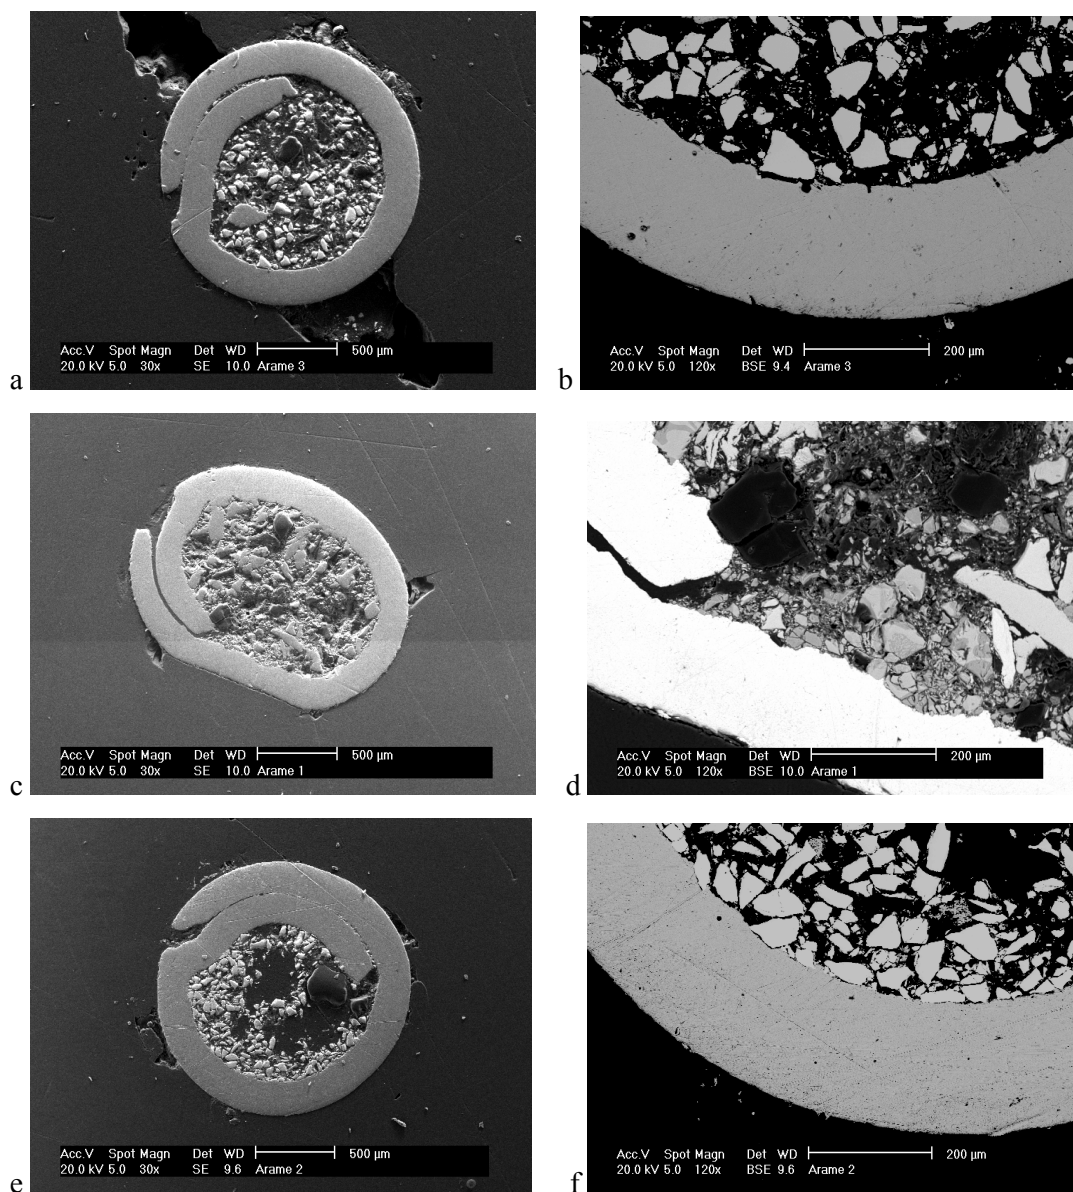 Acc.V Spot Magn Det WD 500 µm
20.0 kV 5.0 30x SE 10.0 Arame 3
a
Acc.V Spot Magn Det WD 200 µm
20.0 kV 5.0 120x BSE 9.4 Arame 3
b
Acc.V Spot Magn Det WD 500 µm
20.0 kV 5.0 30x SE 10.0 Arame 1
c
Acc.V Spot Magn Det WD 200 µm
20.0 kV 5.0 120x BSE 10.0 Arame 1
d
Acc.V Spot Magn Det WD 500 µm
20.0 kV 5.0 30x SE 9.6 Arame 2
e
Acc.V Spot Magn Det WD 200 µm
20.0 kV 5.0 120x BSE 9.6 Arame 2
f